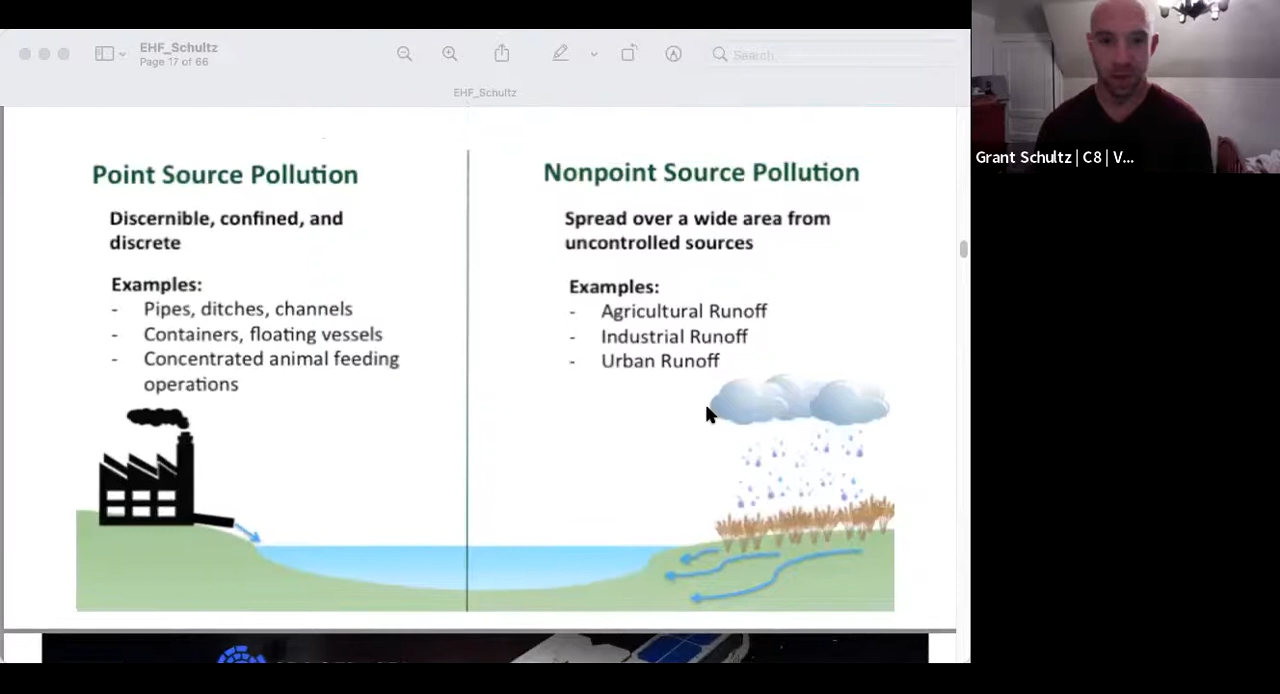 EHF_Schultz
Page 17 of 66
Search
EHF_Schultz
Grant Schultz | C8 | V...
Point Source Pollution
Discernible, confined, and
discrete
Examples:
- Pipes, ditches, channels
- Containers, floating vessels
- Concentrated animal feeding
operations
Nonpoint Source Pollution
Spread over a wide area from
uncontrolled sources
Examples:
- Agricultural Runoff
- Industrial Runoff
- Urban Runoff